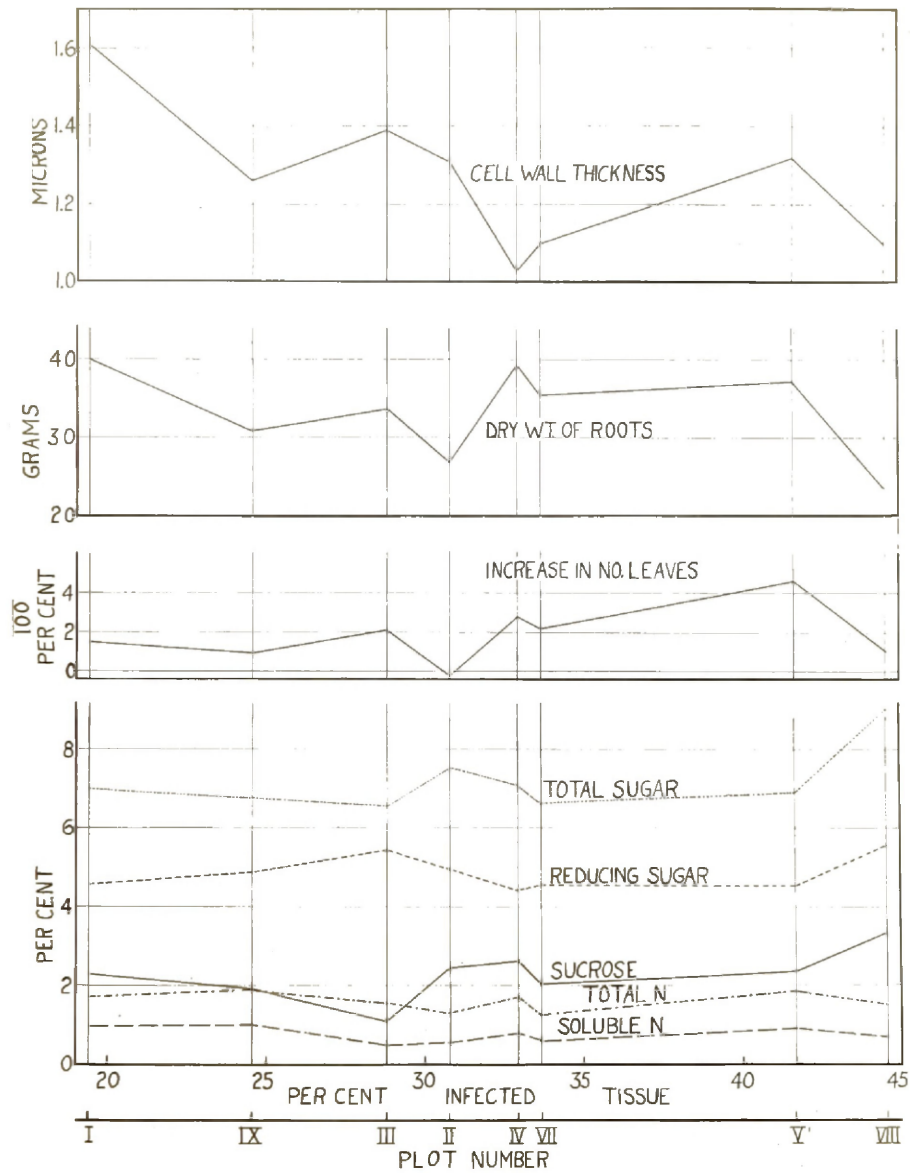 MICRONS
1.6
1.4
1.2
1.0
CELL WALL THICKNESS
GRAMS
40
30
20
DRY WT. OF ROOTS
100
PER CENT
4
2
0
INCREASE IN NO. LEAVES
PER CENT
8
6
4
2
0
TOTAL SUGAR
REDUCING SUGAR
SUCROSE
TOTAL N
SOLUBLE N
20 25 30 35 40 45
PER CENT INFECTED TISSUE
I IX III II IV VII V VIII
PLOT NUMBER